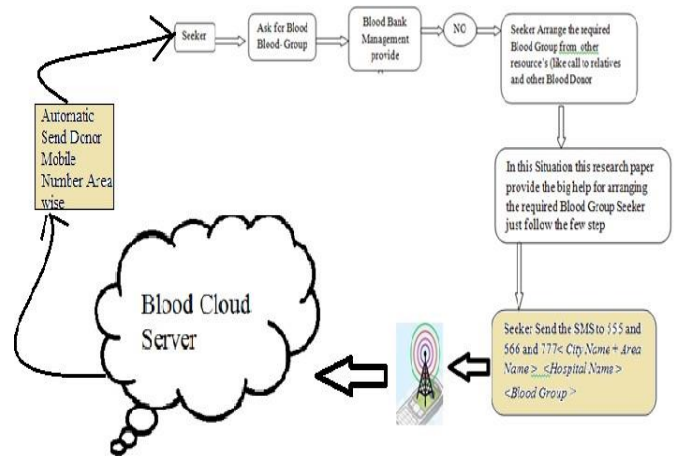 Seeker
Ask for Blood
Blood- Group
Blood Bank
Management
provide
NO
Seeker Arrange the required
Blood Group from other
resource's (like call to relatives
and other Blood Donor
In this Situation this research paper
provide the big help for arranging
the required Blood Group Seeker
just follow the few step
Seeker: Send the SMS to 555 and
566 and 777< City Name + Area
Name > <Hospital Name >
<Blood Group >
Blood Cloud
Server
Automatic
Send Donor
Mobile
Number Area
wise